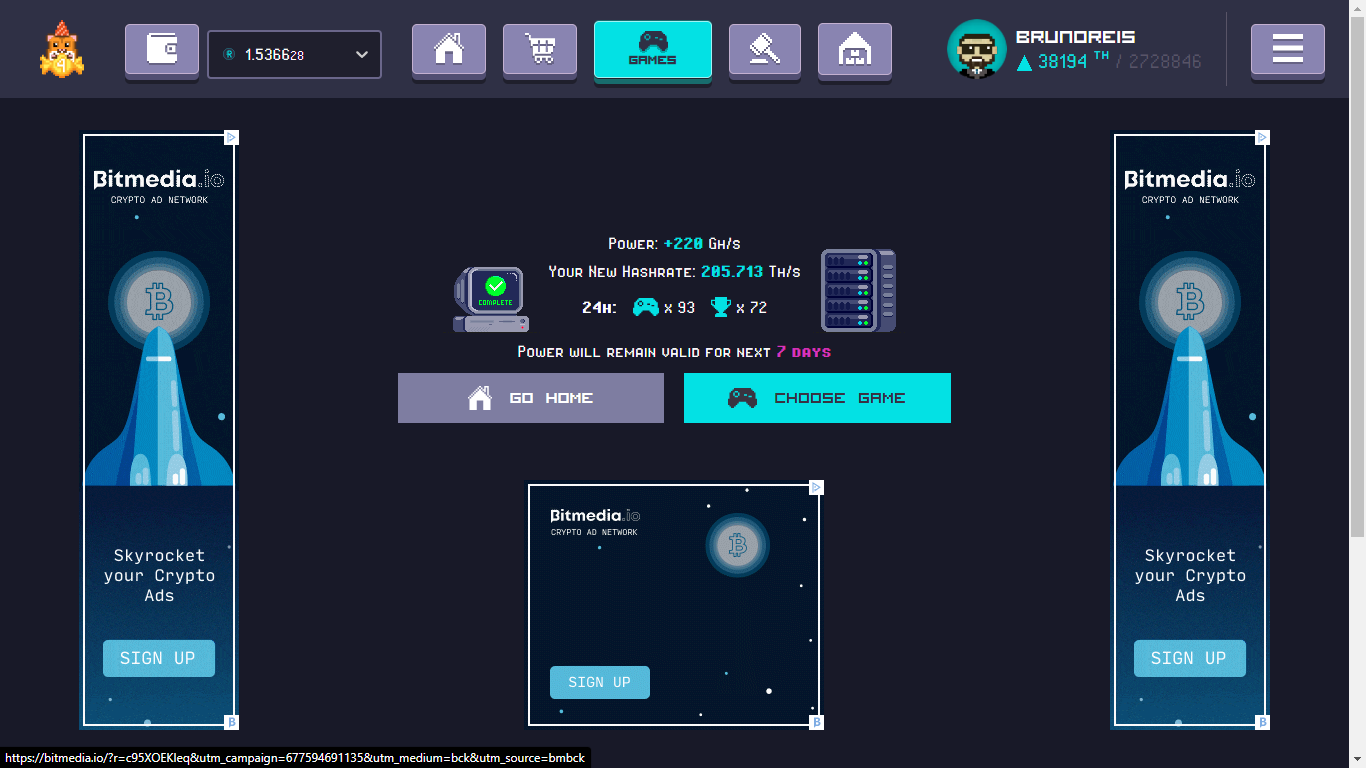 1.536628
GAMES
BRUNOREIS
38194 TH / 2728846
Bitmedia.io
CRYPTO AD NETWORK
Skyrocket
your Crypto
Ads
SIGN UP
B
Power: +220 Gh/s
Your New Hashrate: 205.713 Th/s
COMPLETE
24h: x 93 x 72
Power will remain valid for next 7 days
GO HOME
CHOOSE GAME
Bitmedia.io
CRYPTO AD NETWORK
SIGN UP
B
Bitmedia.io
CRYPTO AD NETWORK
Skyrocket
your Crypto
Ads
SIGN UP
B
https://bitmedia.io/?r=c95XOEKleq&utm_campaign=677594691135&utm_medium=bck&utm_source=bmbck